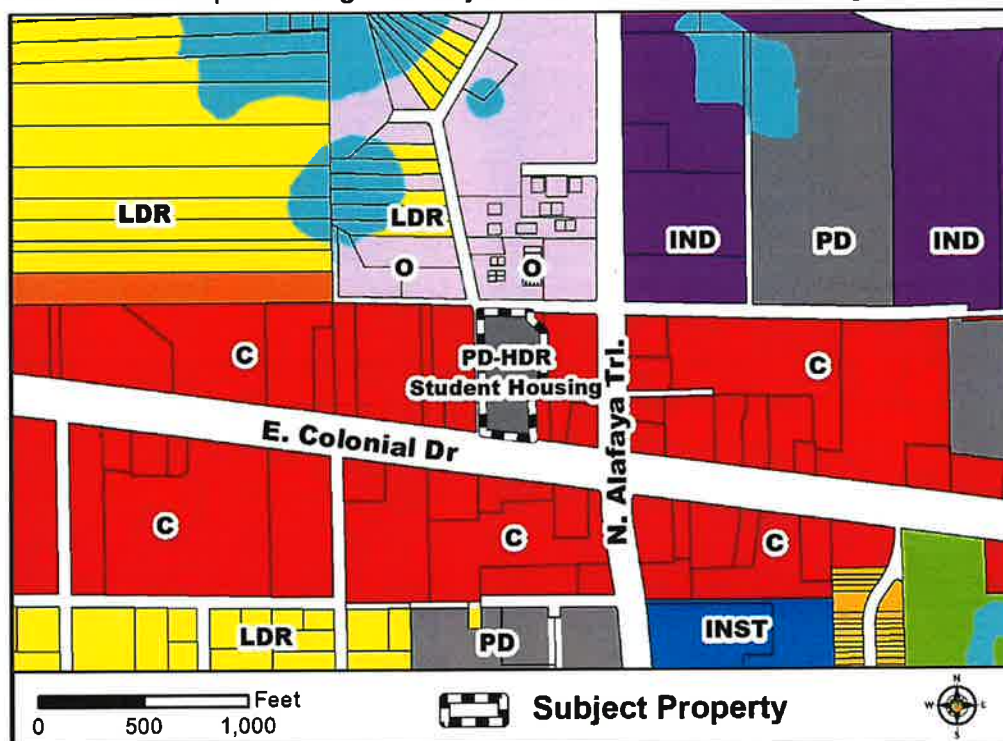 LDR
LDR
IND
PD
IND
O
O
C
PD-HDR
Student Housing
C
N. Alafaya Trl.
E. Colonial Dr
C
C
C
LDR
PD
INST
Feet
0 500 1,000
Subject Property
N
W E
S